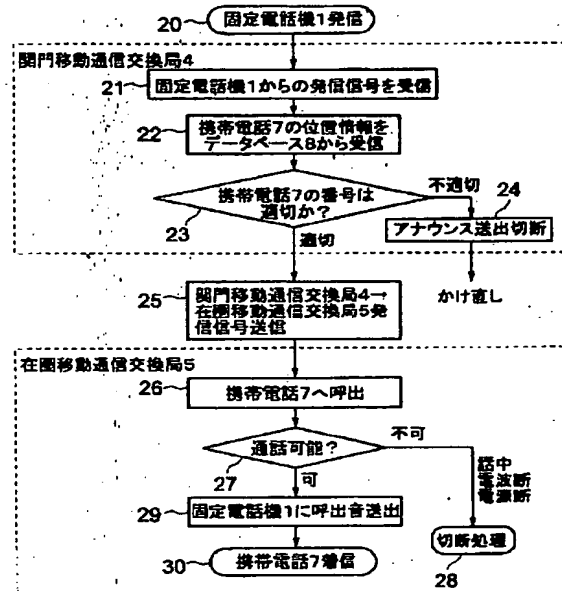 20
固定電話機1発信
関門移動通信交換局4
21
固定電話機1からの発信信号を受信
22
携帯電話7の位置情報を
データベース8から受信
携帯電話7の番号は
適切か?
23
不適切
24
アナウンス送出切断
適切
かけ直し
25
関門移動通信交換局4→
在圏移動通信交換局5発
信信号送信
在圏移動通信交換局5
26
携帯電話7へ呼出
通話可能?
27
不可
可
話中
電波断
電源断
29
固定電話機1に呼出音送出
切断処理
28
30
携帯電話7着信